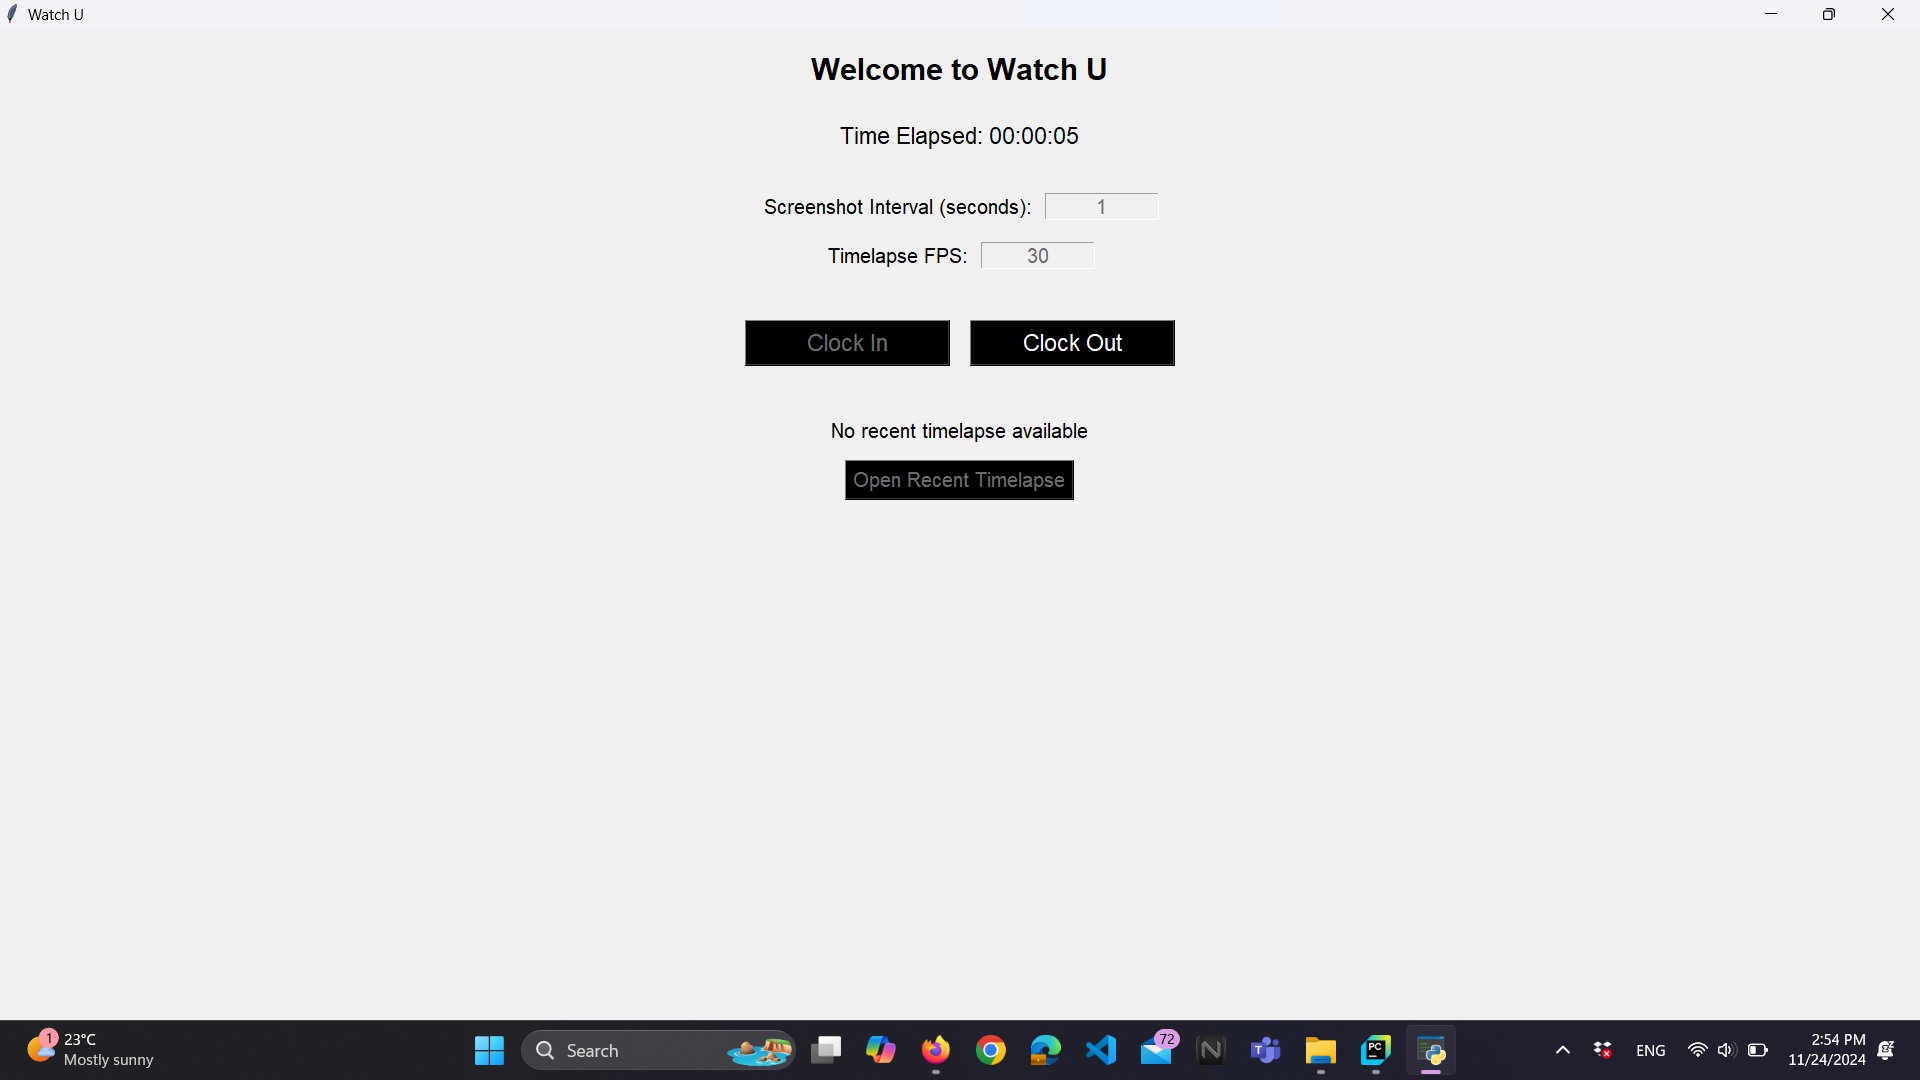 Watch U
Welcome to Watch U
Time Elapsed: 00:00:05
Screenshot Interval (seconds): 1
Timelapse FPS: 30
Clock In Clock Out
No recent timelapse available
Open Recent Timelapse
1 23°C
Mostly sunny
Search
72
N
T
PC
ENG
2:54 PM
11/24/2024